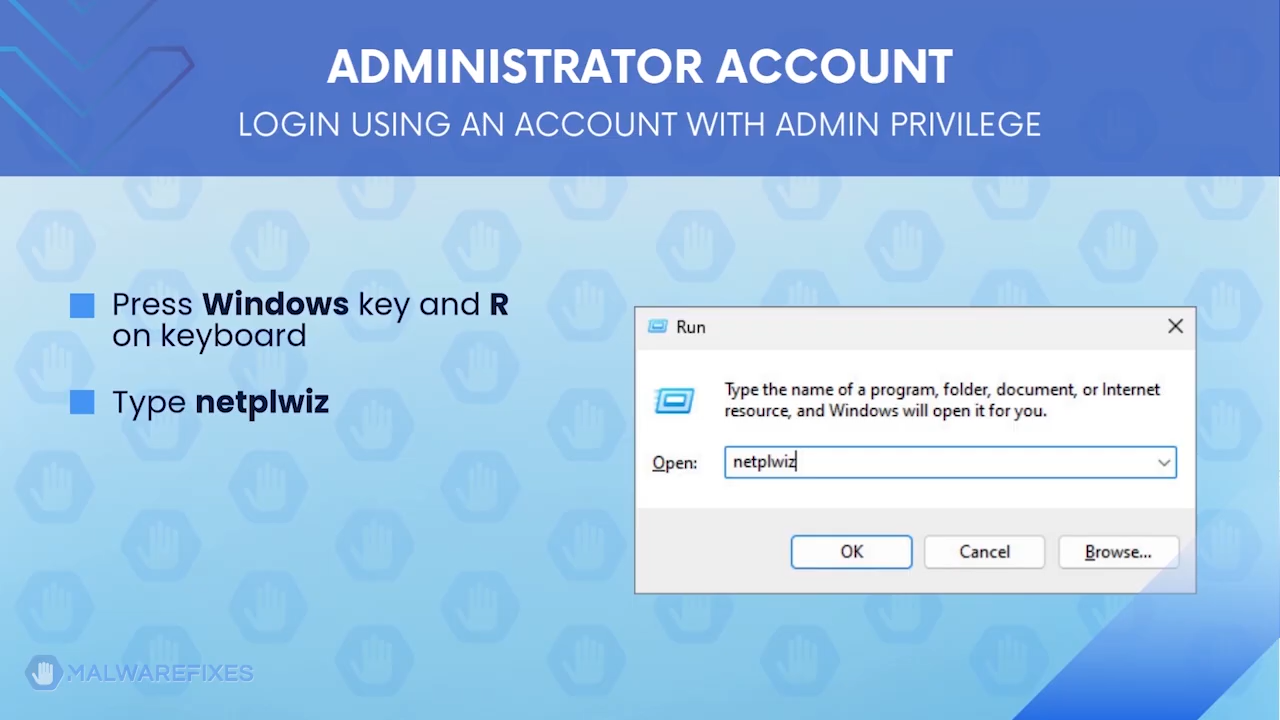 ADMINISTRATOR ACCOUNT
LOGIN USING AN ACCOUNT WITH ADMIN PRIVILEGE
Press Windows key and R
on keyboard
Type netplwiz
Run
Type the name of a program, folder, document, or Internet
resource, and Windows will open it for you.
Open:
netplwiz
OK
Cancel
Browse...
MALWAREFIXES